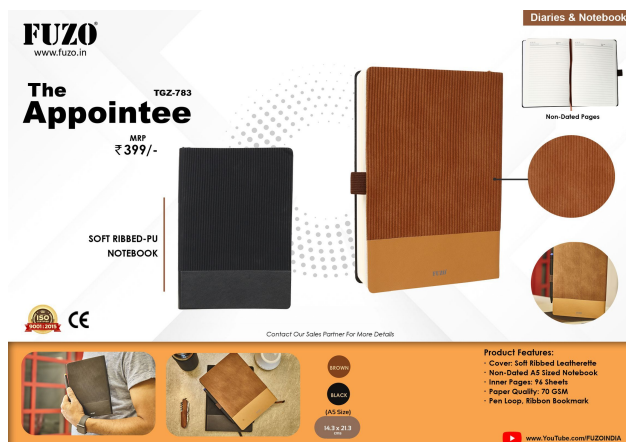 FUZO®
www.fuzo.in
Diaries & Notebook
The
Appointee
TGZ-783
MRP
₹ 399/-
Non-Dated Pages
SOFT RIBBED-PU
NOTEBOOK
FUZO
ISO
9001:2015
CE
Contact Our Sales Partner For More Details
BROWN
BLACK
(A5 Size)
14.3 x 21.3
cms
Product Features:
· Cover: Soft Ribbed Leatherette
· Non-Dated A5 Sized Notebook
· Inner Pages: 96 Sheets
· Paper Quality: 70 GSM
· Pen Loop, Ribbon Bookmark
www.YouTube.com/FUZOINDIA